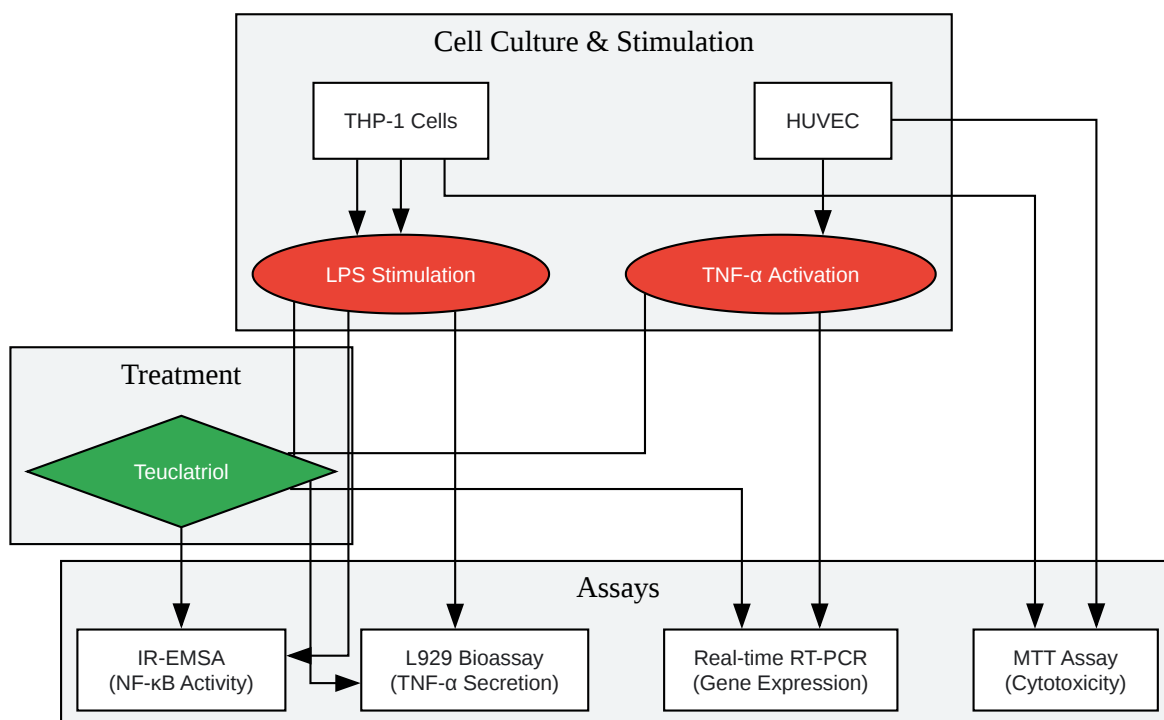 Cell Culture & Stimulation
THP-1 Cells
HUVEC
LPS Stimulation
TNF-α Activation
Treatment
Teuclatriol
Assays
IR-EMSA
(NF-κB Activity)
L929 Bioassay
(TNF-α Secretion)
Real-time RT-PCR
(Gene Expression)
MTT Assay
(Cytotoxicity)